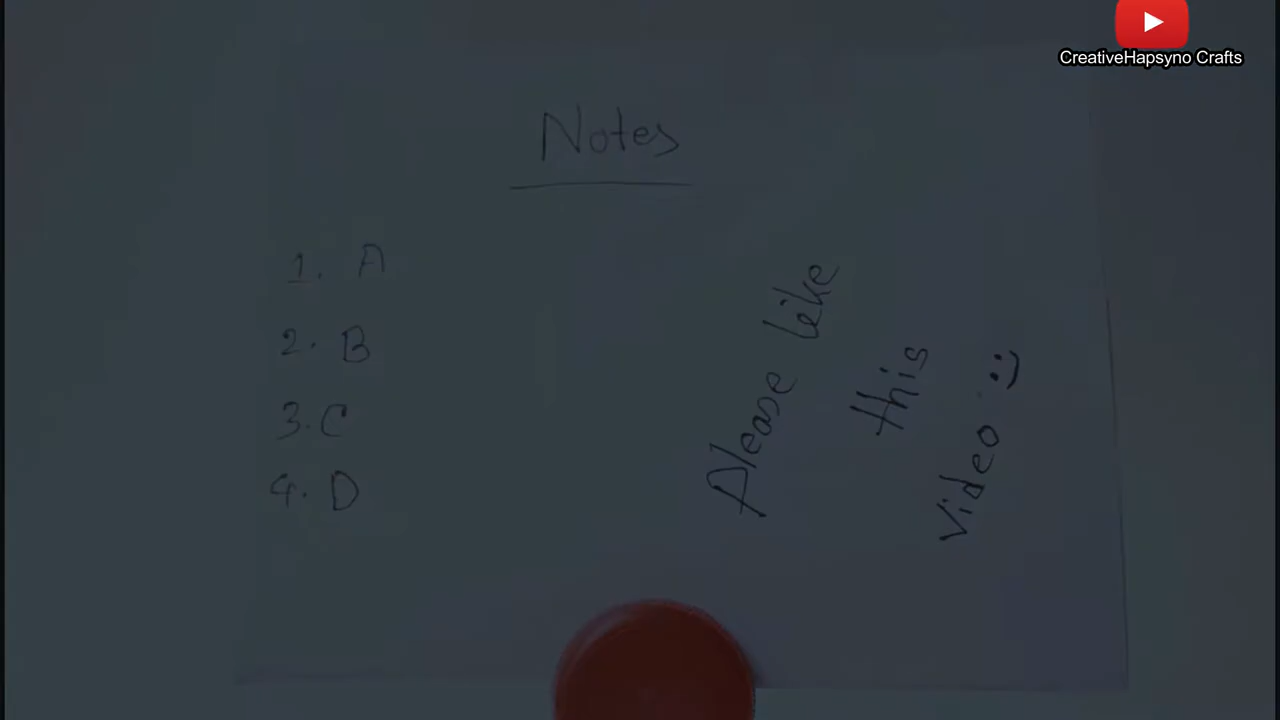 CreativeHapsyno Crafts
Notes
1. A
2. B
3. C
4. D
Please like
this
Video :)